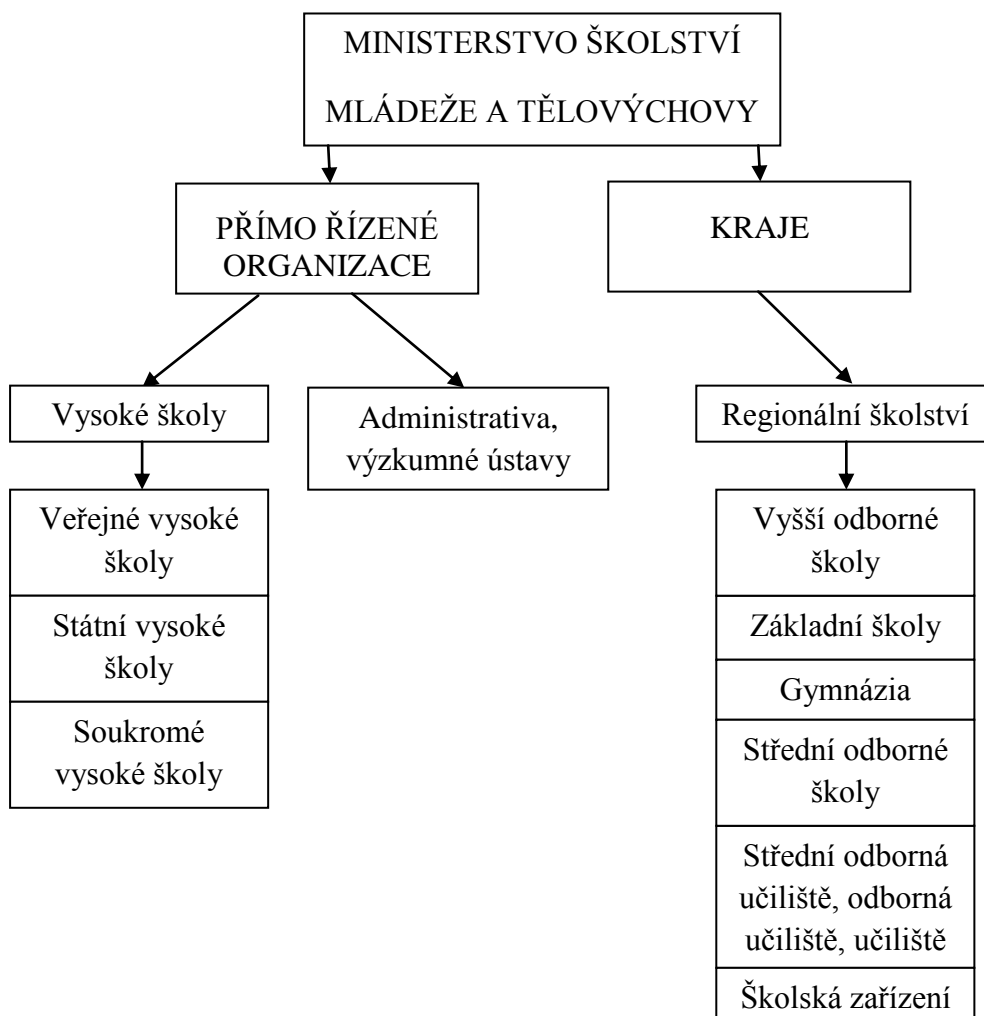 MINISTERSTVO ŠKOLSTVÍ
MLÁDEŽE A TĚLOVÝCHOVY
PŘÍMO ŘÍZENÉ
ORGANIZACE
KRAJE
Vysoké školy
Administrativa,
výzkumné ústavy
Regionální školství
Veřejné vysoké
školy
Státní vysoké
školy
Soukromé
vysoké školy
Vyšší odborné
školy
Základní školy
Gymnázia
Střední odborné
školy
Střední odborná
učiliště, odborná
učiliště, učiliště
Školská zařízení